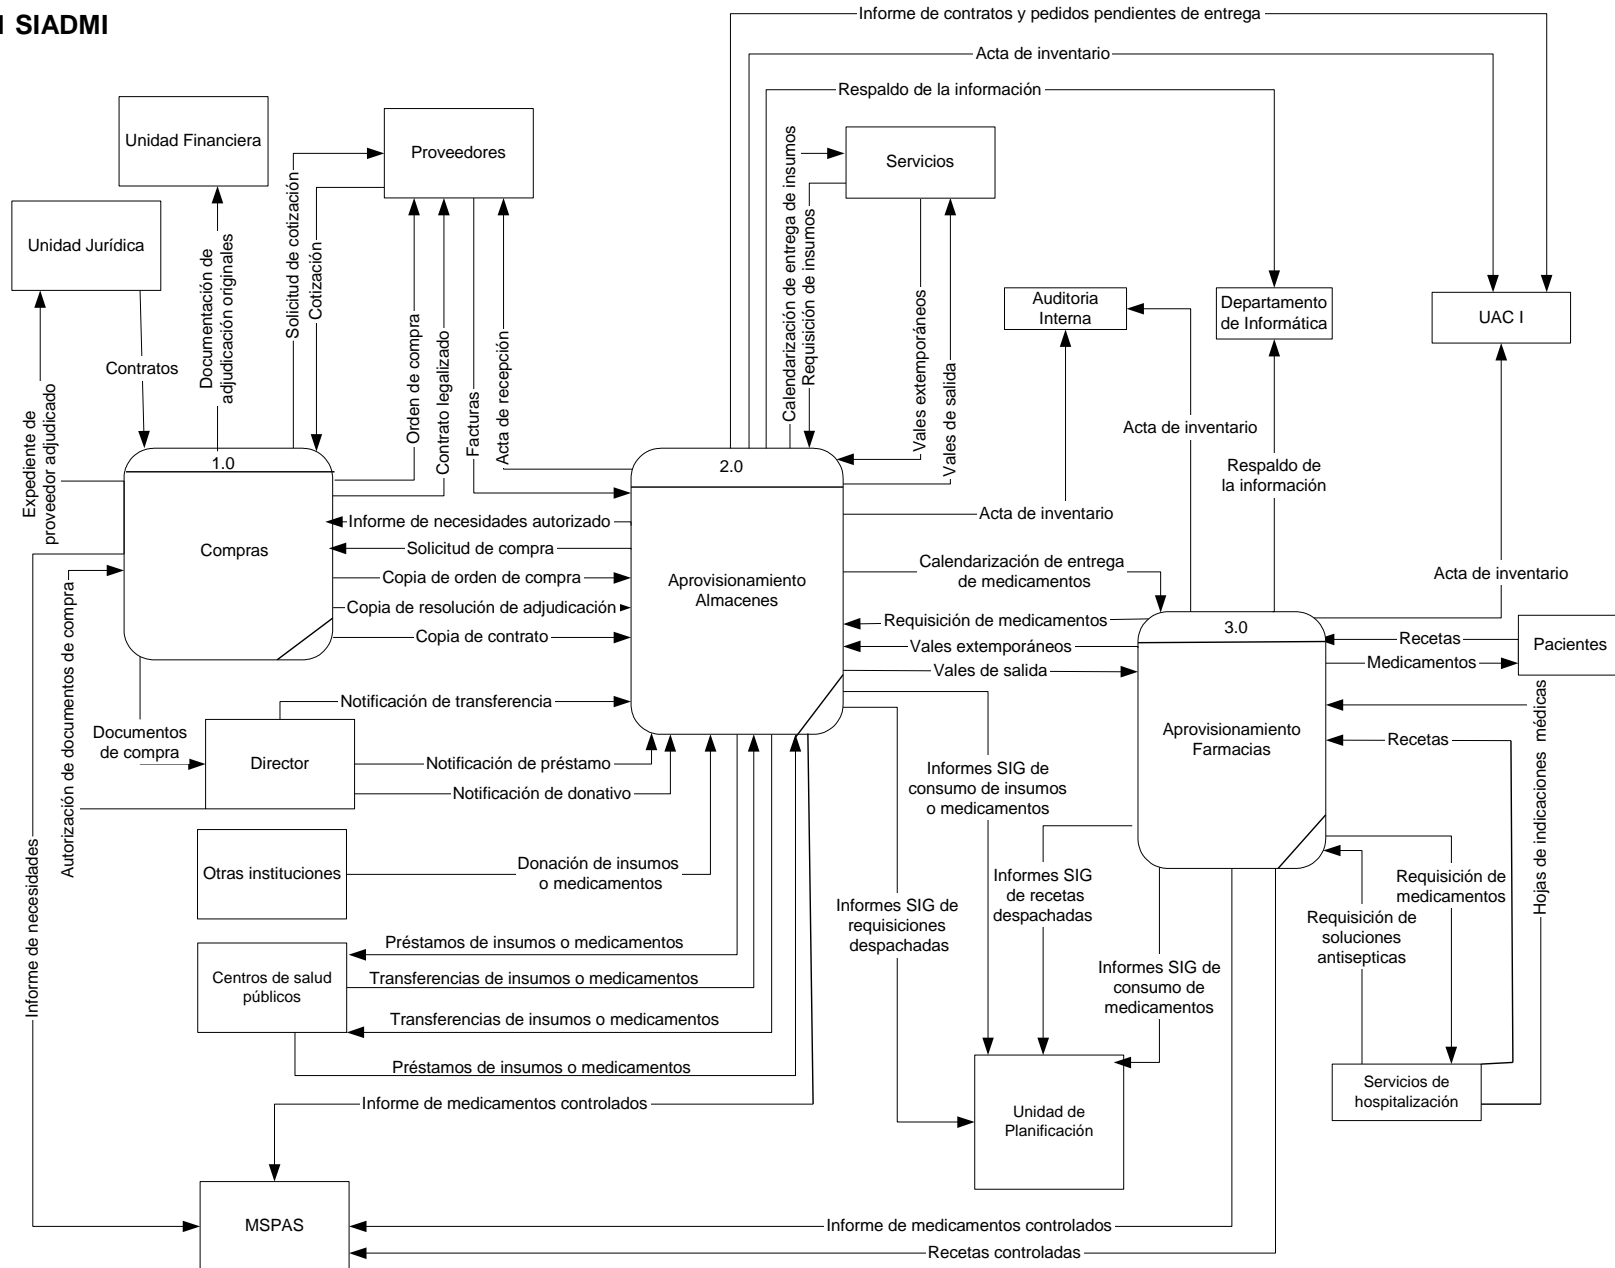 l SIADMI
Informe de contratos y pedidos pendientes de entrega
Acta de inventario
Respaldo de la información
Unidad Financiera
Proveedores
Servicios
Unidad Jurídica
Solicitud de cotización
Cotización
Documentación de
adjudicación originales
Contratos
Expediente de
proveedor adjudicado
Orden de compra
Contrato legalizado
Facturas
Acta de recepción
Calendarización de entrega de insumos
Requisición de insumos
Vales extemporáneos
Vales de salida
Auditoria
Interna
Departamento
de Informática
UAC I
Acta de inventario
Respaldo de
la información
Acta de inventario
Acta de inventario
1.0
Compras
2.0
Aprovisionamiento
Almacenes
3.0
Aprovisionamiento
Farmacias
Informe de necesidades autorizado
Solicitud de compra
Copia de orden de compra
Copia de resolución de adjudicación
Copia de contrato
Calendarización de entrega
de medicamentos
Requisición de medicamentos
Vales extemporáneos
Vales de salida
Recetas
Medicamentos
Pacientes
Recetas
Hojas de indicaciones médicas
Autorización de documentos de compra
Informe de necesidades
Documentos
de compra
Director
Notificación de transferencia
Notificación de préstamo
Notificación de donativo
Otras instituciones
Donación de insumos
o medicamentos
Centros de salud
públicos
Préstamos de insumos o medicamentos
Transferencias de insumos o medicamentos
Transferencias de insumos o medicamentos
Préstamos de insumos o medicamentos
Informe de medicamentos controlados
Informes SIG de
consumo de insumos
o medicamentos
Informes SIG de
requisiciones
despachadas
Informes SIG
de recetas
despachadas
Informes SIG de
consumo de
medicamentos
Requisición de
medicamentos
Requisición de
soluciones
antisepticas
Servicios de
hospitalización
Unidad de
Planificación
MSPAS
Informe de medicamentos controlados
Recetas controladas